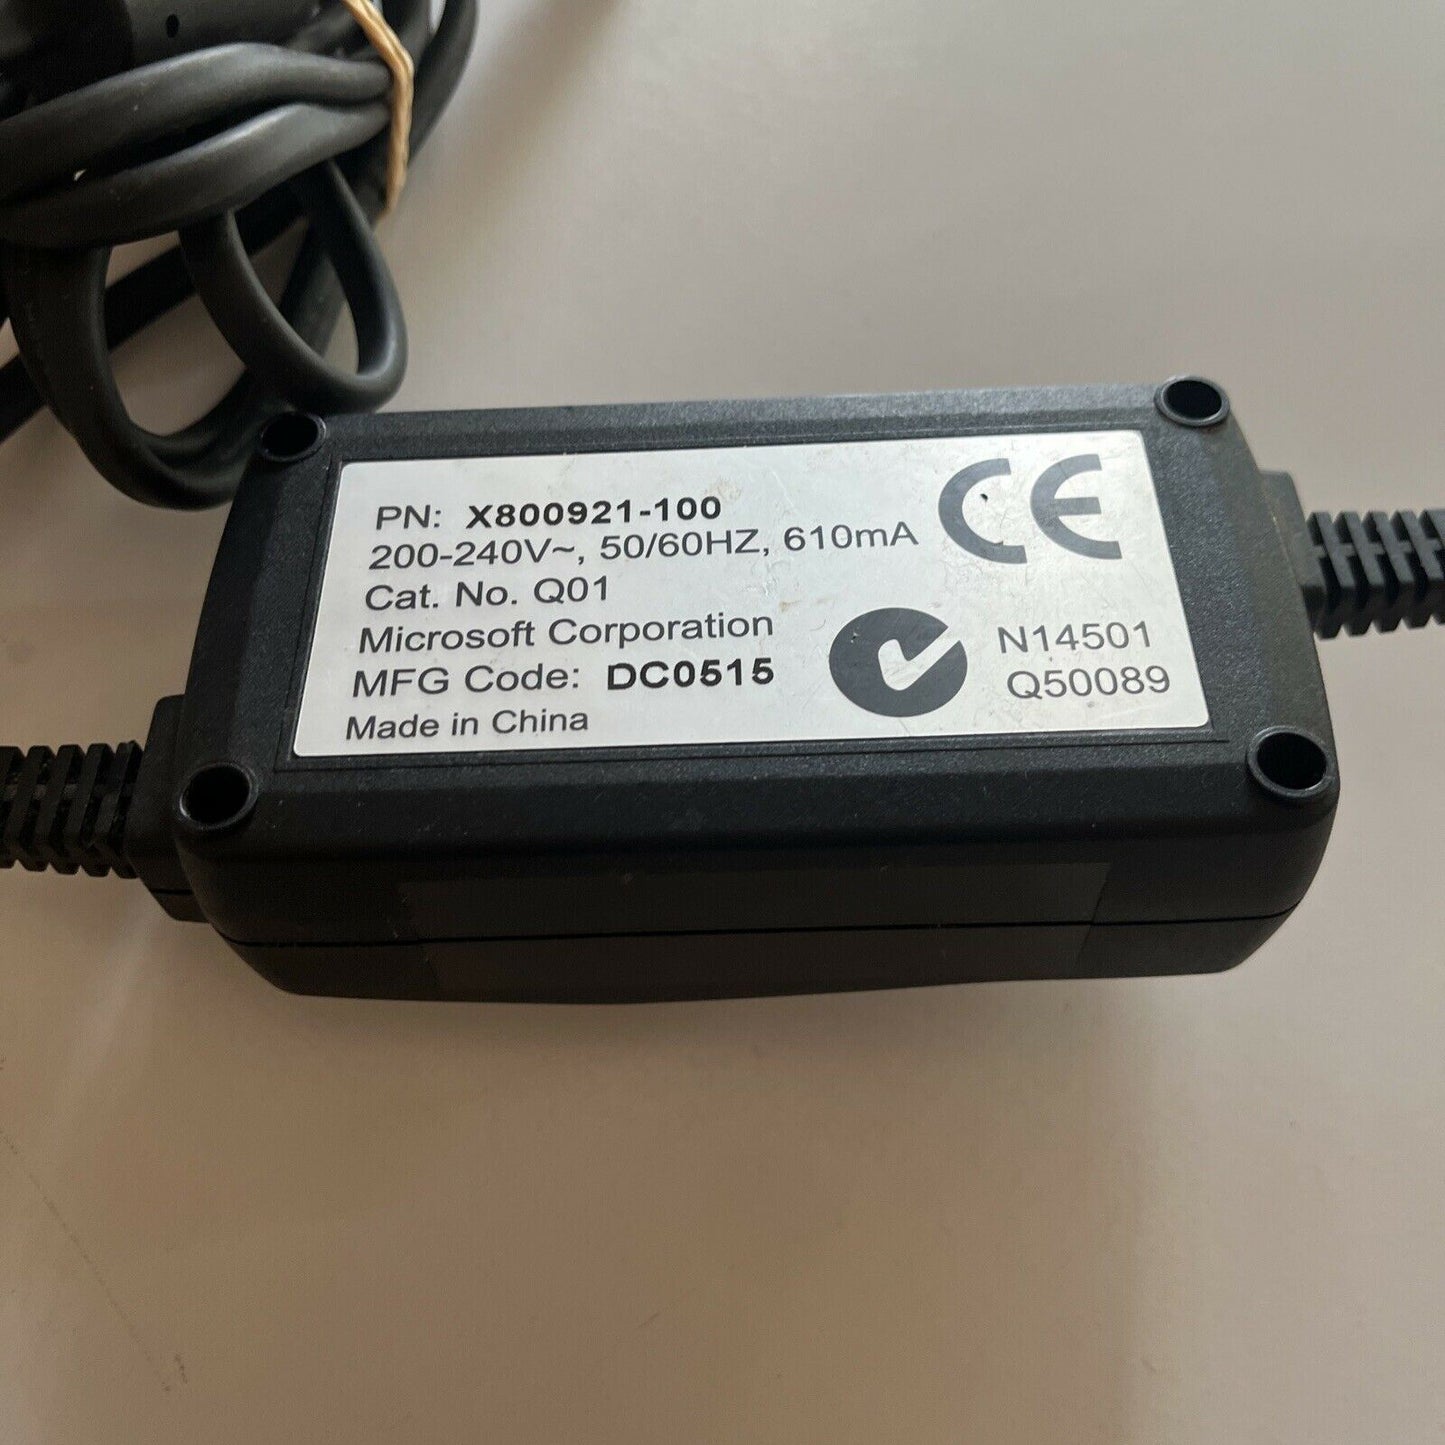 PN: X800921-100
200-240V~, 50/60HZ, 610mA
Cat. No. Q01
Microsoft Corporation
MFG Code: DC0515
Made in China
CE
N14501
Q50089